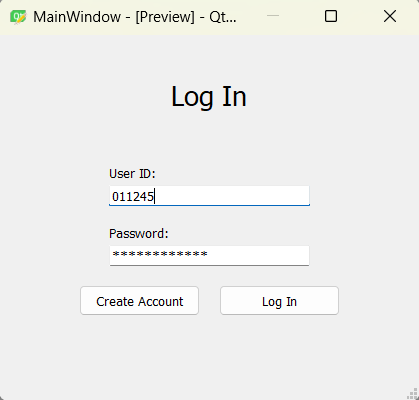 MainWindow - [Preview] - Qt...
Log In
User ID:
011245
Password:
************
Create Account
Log In